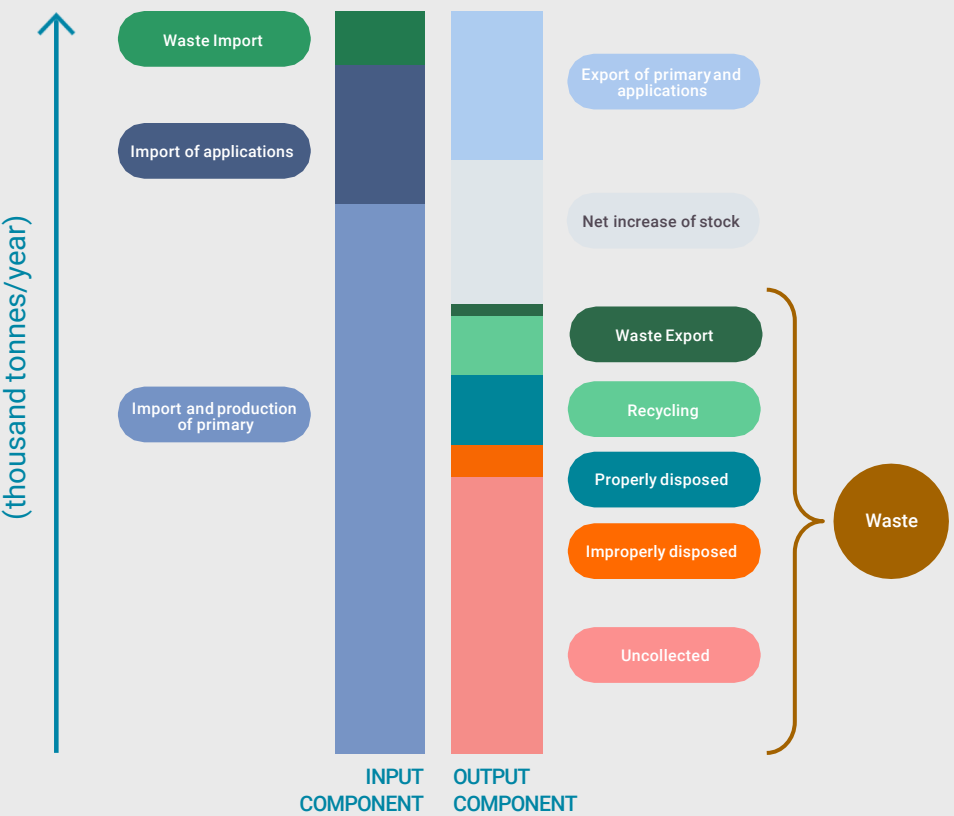 (thousand tonnes/year)
Waste Import
Import of applications
Import and production
of primary
Export of primary and
applications
Net increase of stock
Waste Export
Recycling
Properly disposed
Improperly disposed
Uncollected
Waste
INPUT
COMPONENT
OUTPUT
COMPONENT